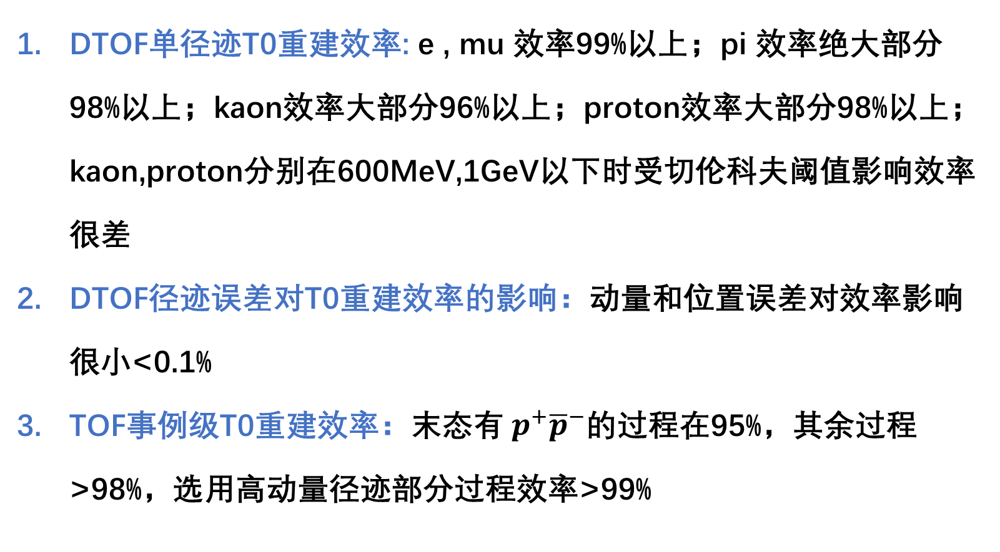 1. DTOF单径迹T0重建效率: e , mu 效率99%以上；pi 效率绝大部分
98%以上；kaon效率大部分96%以上；proton效率大部分98%以上；
kaon,proton分别在600MeV,1GeV以下时受切伦科夫阈值影响效率
很差
2. DTOF径迹误差对T0重建效率的影响：动量和位置误差对效率影响
很小<0.1%
3. TOF事例级T0重建效率：末态有 p⁺p̅⁻的过程在95%，其余过程
>98%，选用高动量径迹部分过程效率>99%